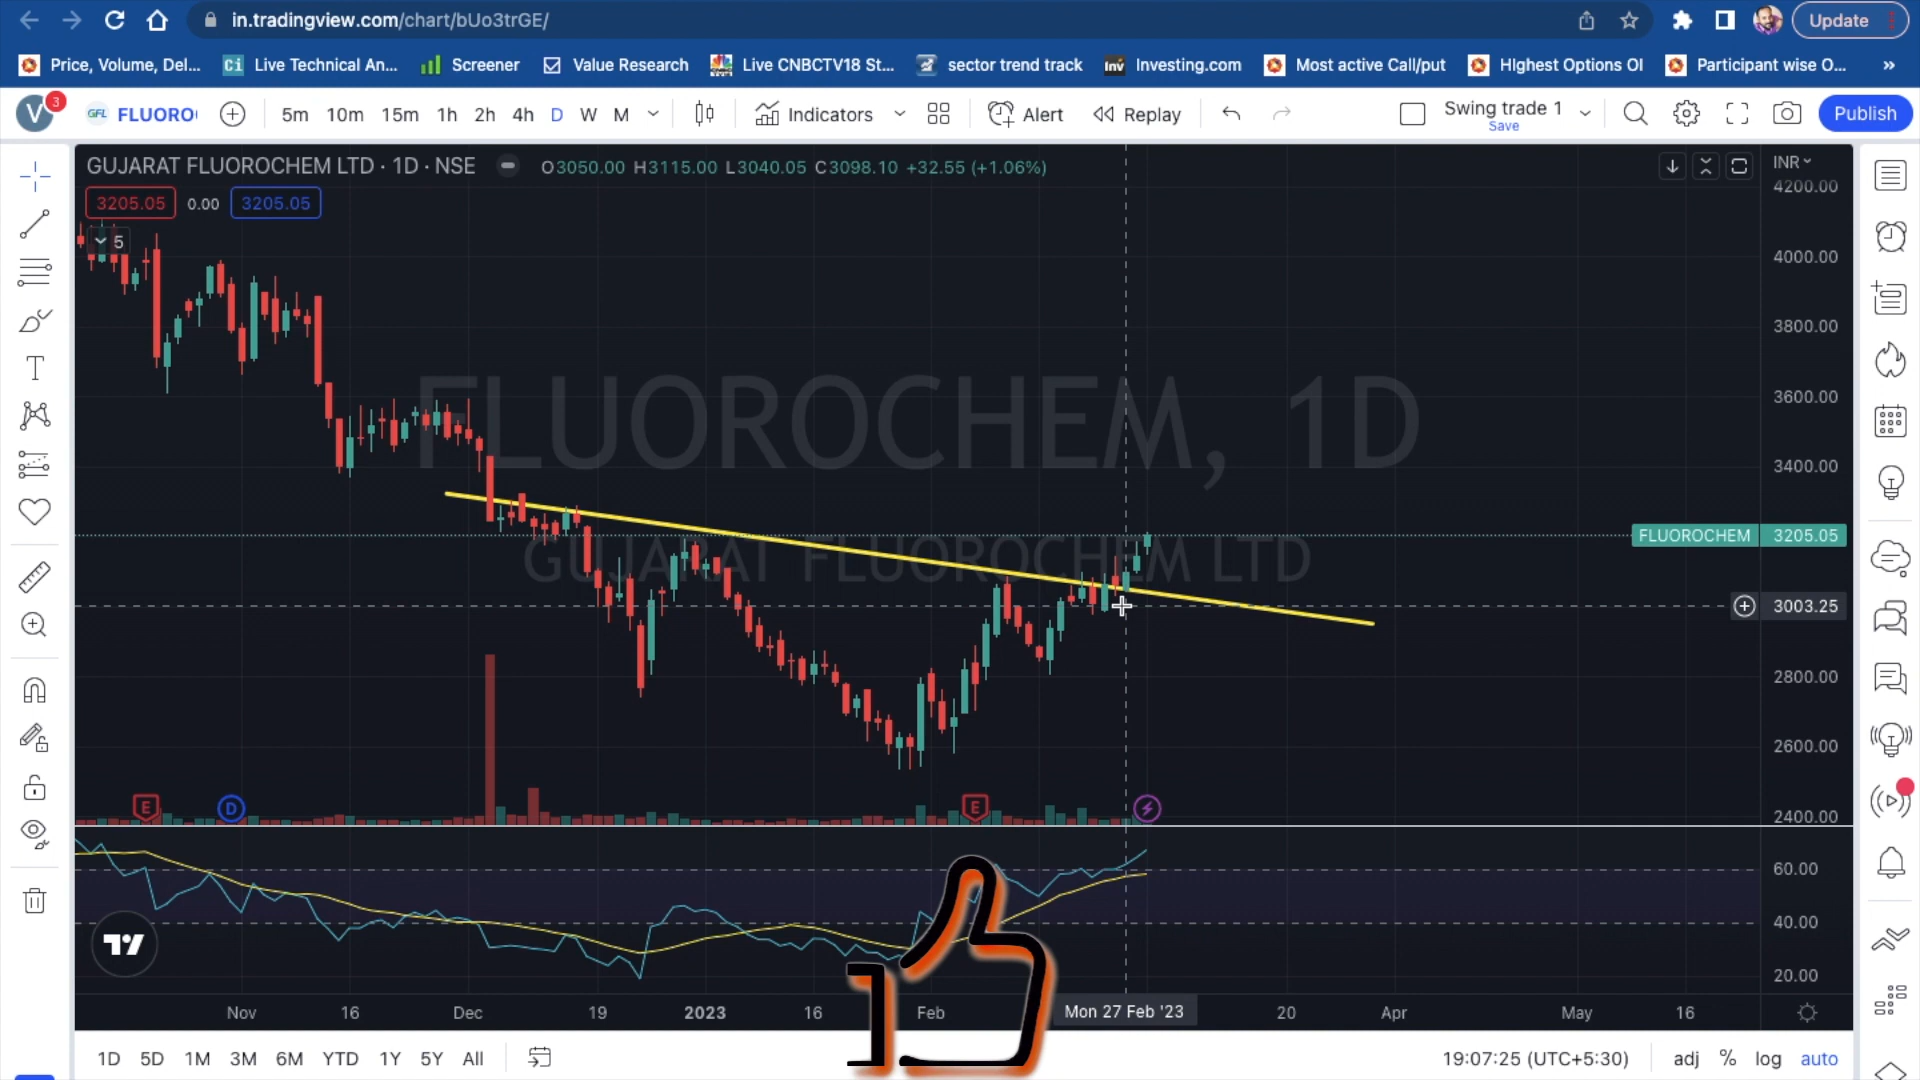 in.tradingview.com/chart/bUo3trGE/
Update
Price, Volume, Del...
Ci Live Technical An...
Screener
Value Research
Live CNBCTV18 St...
sector trend track
Inv Investing.com
Most active Call/put
HIghest Options OI
Participant wise O...
»
V 3
GFL FLUORO
5m 10m 15m 1h 2h 4h D W M
Indicators
Alert
Replay
Swing trade 1
Save
Publish
GUJARAT FLUOROCHEM LTD · 1D · NSE
O3050.00 H3115.00 L3040.05 C3098.10 +32.55 (+1.06%)
INR
3205.05 0.00 3205.05
5
4200.00
4000.00
3800.00
3600.00
3400.00
FLUOROCHEM, 1D
GUJARAT FLUOROCHEM LTD
FLUOROCHEM 3205.05
3003.25
2800.00
2600.00
2400.00
E D E
60.00
40.00
20.00
Nov 16 Dec 19 2023 16 Feb Mon 27 Feb '23 20 Apr May 16
1D 5D 1M 3M 6M YTD 1Y 5Y All
19:07:25 (UTC+5:30) adj % log auto